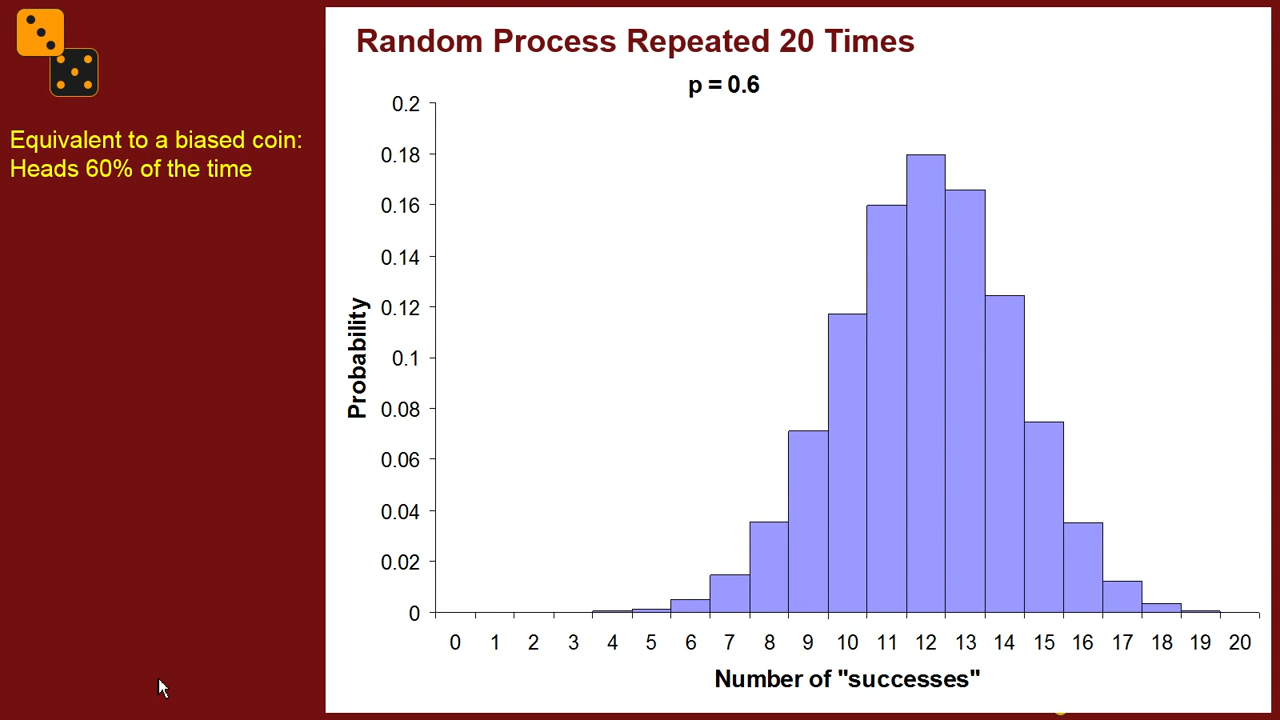 Random Process Repeated 20 Times
p = 0.6
Equivalent to a biased coin:
Heads 60% of the time
0.2
0.18
0.16
0.14
0.12
0.1
0.08
0.06
0.04
0.02
0
Probability
0 1 2 3 4 5 6 7 8 9 10 11 12 13 14 15 16 17 18 19 20
Number of "successes"